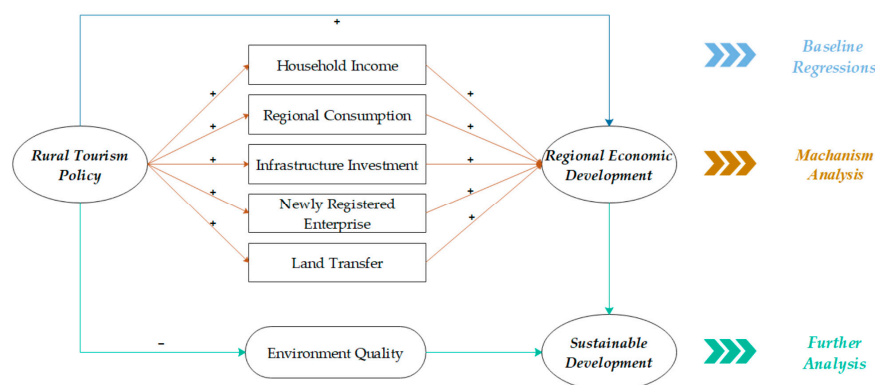 +
Baseline
Regressions
Household Income
+
+
Regional Consumption
+
+
Rural Tourism
Policy
+
Infrastructure Investment
+
Regional Economic
Development
Machanism
Analysis
+
Newly Registered
Enterprise
+
+
Land Transfer
+
−
Environment Quality
Sustainable
Development
Further
Analysis